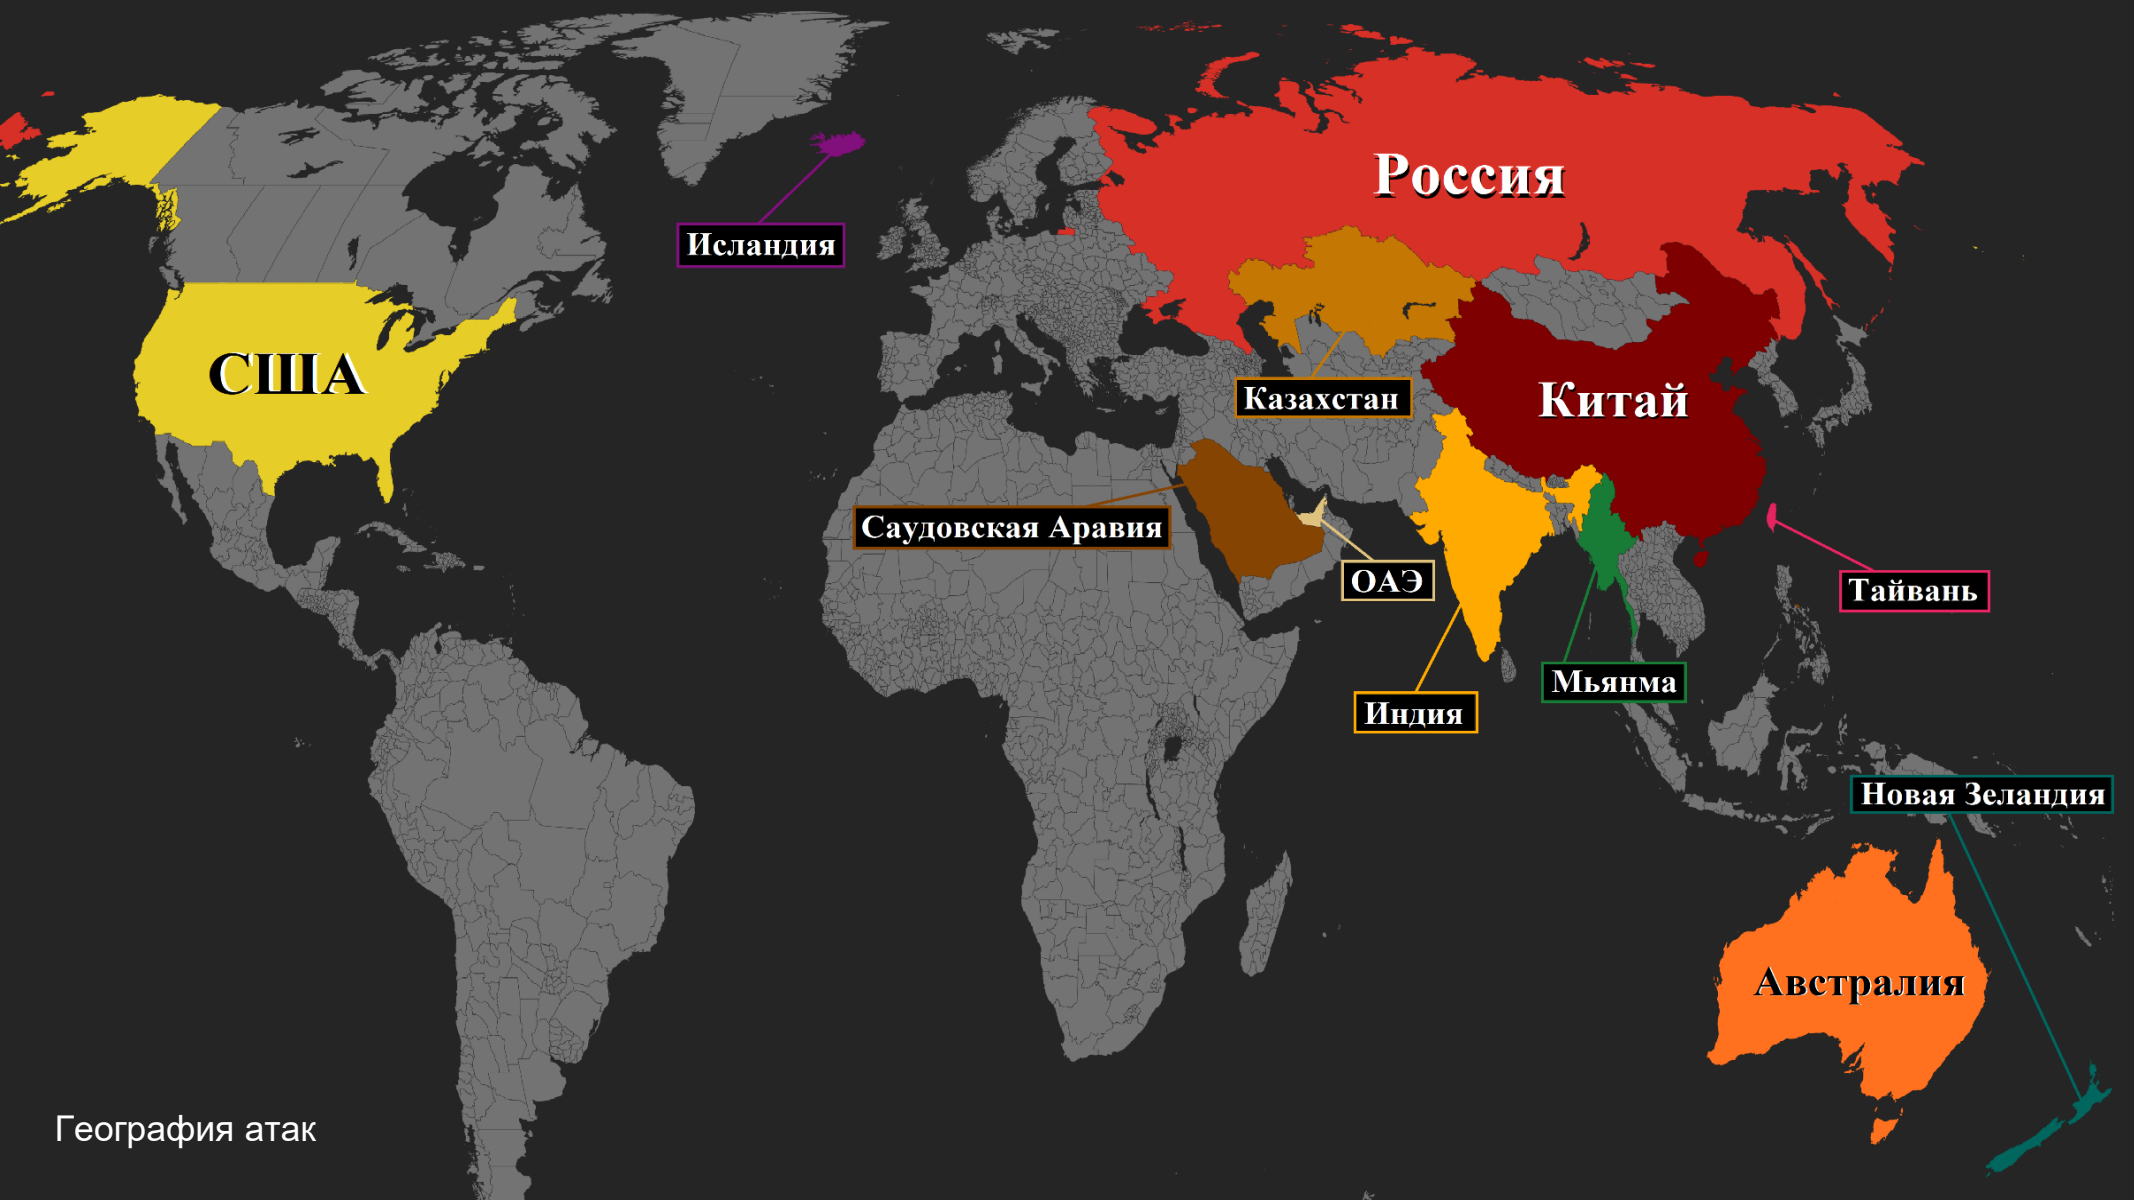 Россия
Исландия
США
Казахстан
Китай
Саудовская Аравия
ОАЭ
Тайвань
Мьянма
Индия
Новая Зеландия
Австралия
География атак